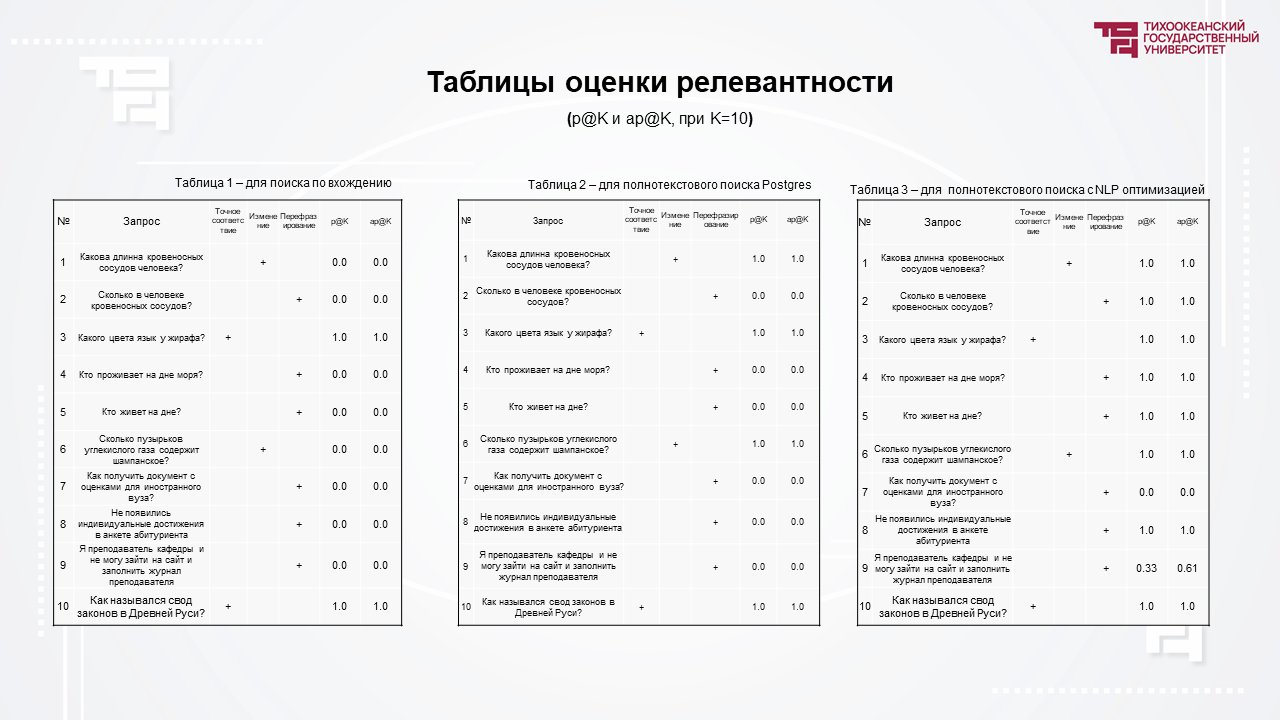 ТИХООКЕАНСКИЙ
ГОСУДАРСТВЕННЫЙ
УНИВЕРСИТЕТ
Таблицы оценки релевантности
(p@K и ap@K, при K=10)
Таблица 1 – для поиска по вхождению
№ Запрос Точное соответствие Изменение Перефразирование p@K ap@K
1 Какова длинна кровеносных сосудов человека? + 0.0 0.0
2 Сколько в человеке кровеносных сосудов? + 0.0 0.0
3 Какого цвета язык у жирафа? + 1.0 1.0
4 Кто проживает на дне моря? + 0.0 0.0
5 Кто живет на дне? + 0.0 0.0
6 Сколько пузырьков углекислого газа содержит шампанское? + 0.0 0.0
7 Как получить документ с оценками для иностранного вуза? + 0.0 0.0
8 Не появились индивидуальные достижения в анкете абитуриента + 0.0 0.0
9 Я преподаватель кафедры и не могу зайти на сайт и заполнить журнал преподавателя + 0.0 0.0
10 Как назывался свод законов в Древней Руси? + 1.0 1.0
Таблица 2 – для полнотекстового поиска Postgres
№ Запрос Точное соответствие Изменение Перефразирование p@K ap@K
1 Какова длинна кровеносных сосудов человека? + 1.0 1.0
2 Сколько в человеке кровеносных сосудов? + 0.0 0.0
3 Какого цвета язык у жирафа? + 1.0 1.0
4 Кто проживает на дне моря? + 0.0 0.0
5 Кто живет на дне? + 0.0 0.0
6 Сколько пузырьков углекислого газа содержит шампанское? + 1.0 1.0
7 Как получить документ с оценками для иностранного вуза? + 0.0 0.0
8 Не появились индивидуальные достижения в анкете абитуриента + 0.0 0.0
9 Я преподаватель кафедры и не могу зайти на сайт и заполнить журнал преподавателя + 0.0 0.0
10 Как назывался свод законов в Древней Руси? + 1.0 1.0
Таблица 3 – для полнотекстового поиска с NLP оптимизацией
№ Запрос Точное соответствие Изменение Перефразирование p@K ap@K
1 Какова длинна кровеносных сосудов человека? + 1.0 1.0
2 Сколько в человеке кровеносных сосудов? + 1.0 1.0
3 Какого цвета язык у жирафа? + 1.0 1.0
4 Кто проживает на дне моря? + 1.0 1.0
5 Кто живет на дне? + 1.0 1.0
6 Сколько пузырьков углекислого газа содержит шампанское? + 1.0 1.0
7 Как получить документ с оценками для иностранного вуза? + 0.0 0.0
8 Не появились индивидуальные достижения в анкете абитуриента + 1.0 1.0
9 Я преподаватель кафедры и не могу зайти на сайт и заполнить журнал преподавателя + 0.33 0.61
10 Как назывался свод законов в Древней Руси? + 1.0 1.0